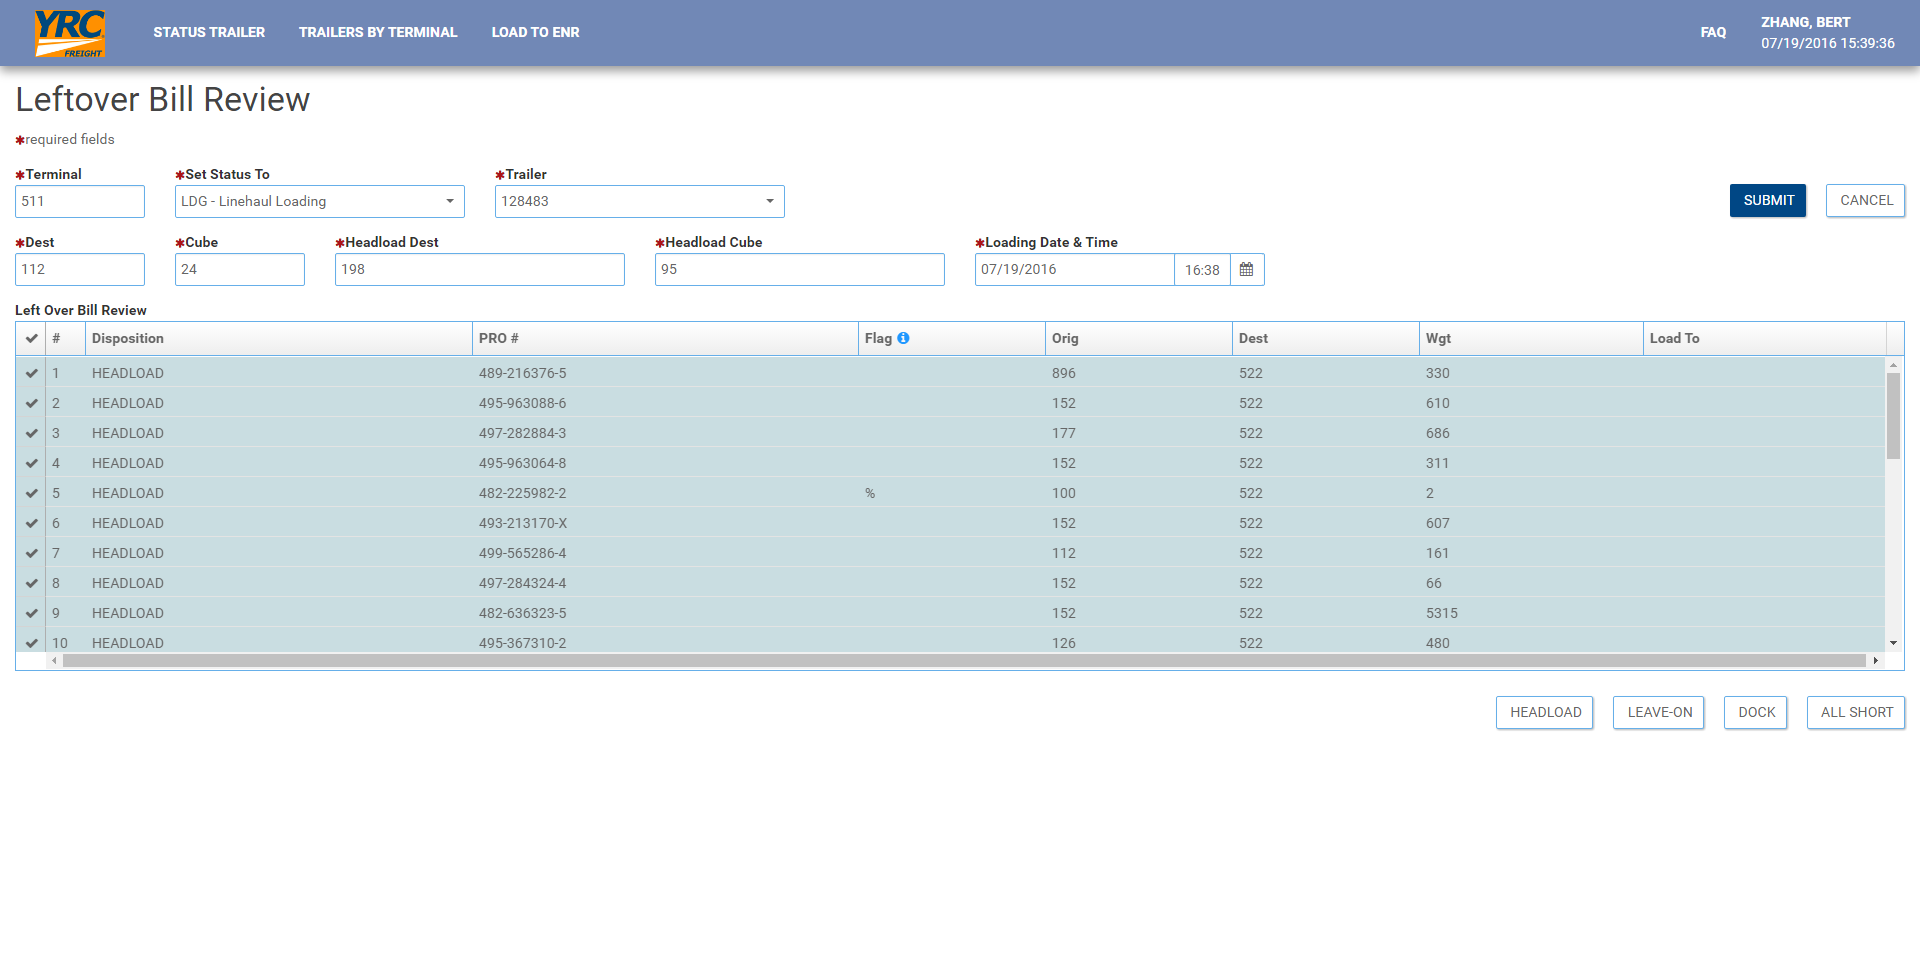 YRC
FREIGHT
STATUS TRAILER TRAILERS BY TERMINAL LOAD TO ENR FAQ ZHANG, BERT
07/19/2016 15:39:36
Leftover Bill Review
*required fields
*Terminal *Set Status To *Trailer
511 LDG - Linehaul Loading 128483 SUBMIT CANCEL
*Dest *Cube *Headload Dest *Headload Cube *Loading Date & Time
112 24 198 95 07/19/2016 16:38
Left Over Bill Review
# Disposition PRO # Flag Orig Dest Wgt Load To
1 HEADLOAD 489-216376-5 896 522 330
2 HEADLOAD 495-963088-6 152 522 610
3 HEADLOAD 497-282884-3 177 522 686
4 HEADLOAD 495-963064-8 152 522 311
5 HEADLOAD 482-225982-2 % 100 522 2
6 HEADLOAD 493-213170-X 152 522 607
7 HEADLOAD 499-565286-4 112 522 161
8 HEADLOAD 497-284324-4 152 522 66
9 HEADLOAD 482-636323-5 152 522 5315
10 HEADLOAD 495-367310-2 126 522 480
HEADLOAD LEAVE-ON DOCK ALL SHORT